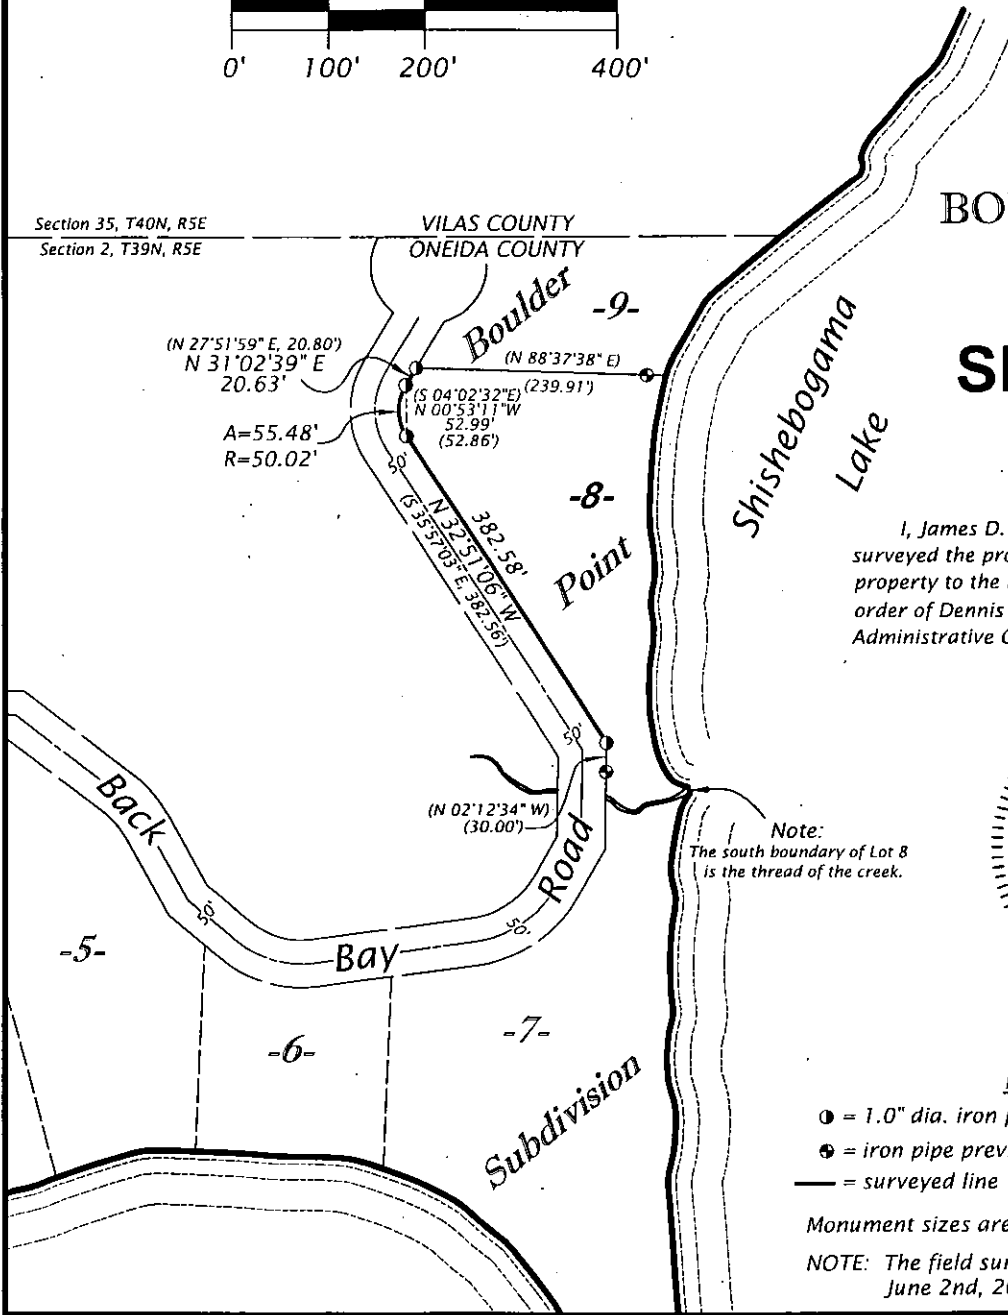 0' 100' 200' 400'
Section 35, T40N, R5E
Section 2, T39N, R5E
VILAS COUNTY
ONEIDA COUNTY
BO
Boulder
-9-
(N 27°51'59" E, 20.80')
N 31°02'39" E
20.63'
(N 88°37'38" E)
(239.91')
(S 04°02'32"E)
N 00°53'11"W
52.99'
(52.86')
A=55.48'
R=50.02'
50'
Shishebogama
Lake
SI
-8-
382.58'
N 32°51'06" W
(S 35°57'03" E, 382.56')
Point
I, James D.
surveyed the pro
property to the
order of Dennis
Administrative C
50'
(N 02°12'34" W)
(30.00')
Back
Road
Note:
The south boundary of Lot 8
is the thread of the creek.
50'
50'
Bay
-5-
-6-
-7-
Subdivision
= 1.0" dia. iron p
= iron pipe prev
= surveyed line
Monument sizes are
NOTE: The field sur
June 2nd, 20